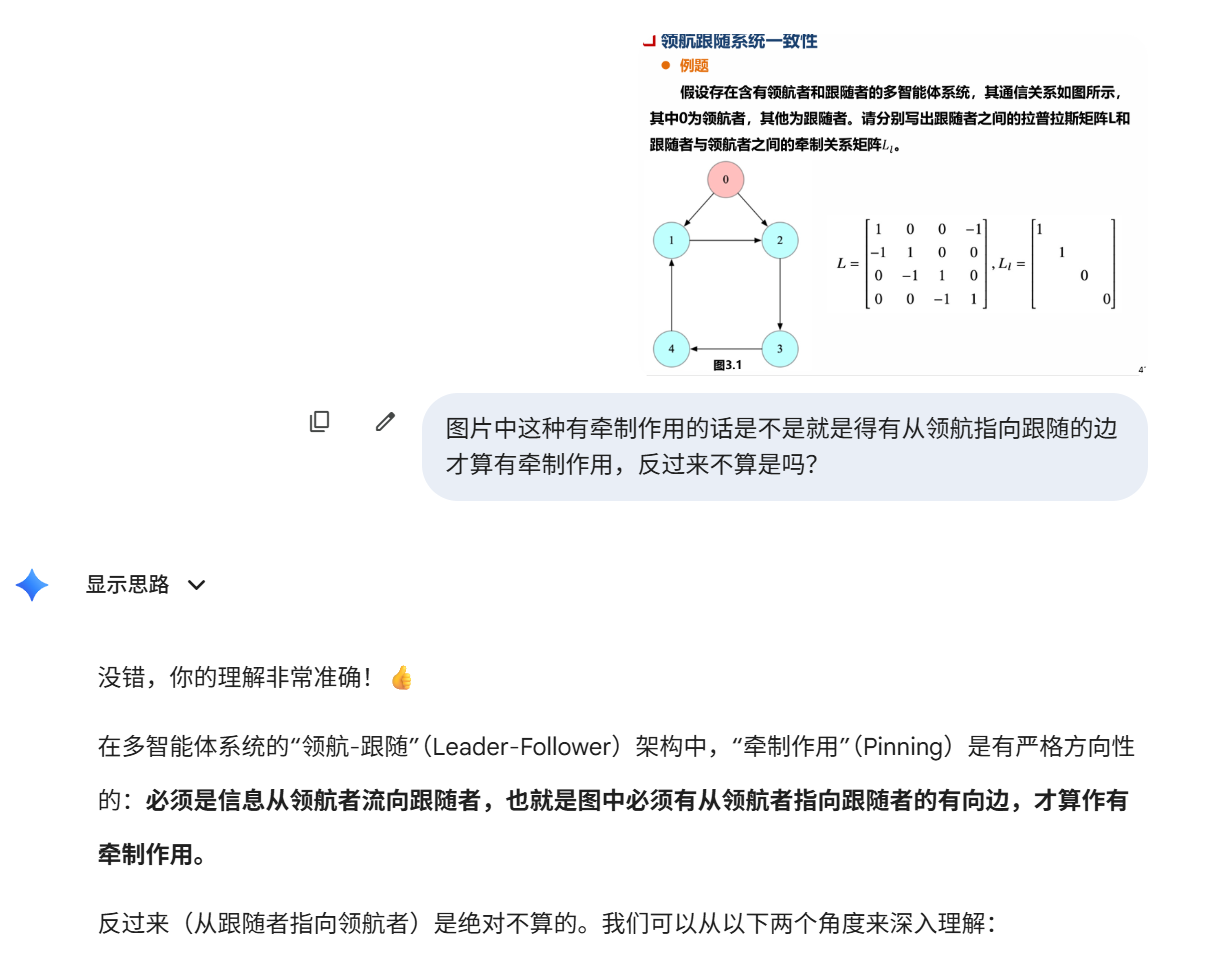 领航跟随系统一致性
例题
假设存在含有领航者和跟随者的多智能体系统，其通信关系如图所示，
其中0为领航者，其他为跟随者。请分别写出跟随者之间的拉普拉斯矩阵L和
跟随者与领航者之间的牵制关系矩阵Lₗ。
0
1
2
4
3
图3.1
L =
1 0 0 −1
−1 1 0 0
0 −1 1 0
0 0 −1 1
, Lₗ =
1
1
0
0
图片中这种有牵制作用的话是不是就是得有从领航指向跟随的边
才算有牵制作用，反过来不算是吗？
显示思路
没错，你的理解非常准确！👍
在多智能体系统的“领航-跟随”（Leader-Follower）架构中，“牵制作用”（Pinning）是有严格方向性
的：必须是信息从领航者流向跟随者，也就是图中必须有从领航者指向跟随者的有向边，才算作有
牵制作用。
反过来（从跟随者指向领航者）是绝对不算的。我们可以从以下两个角度来深入理解：